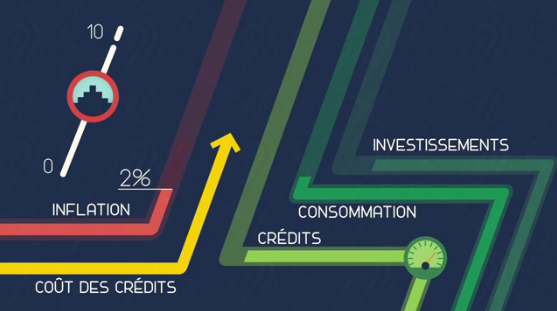 10
0
2%
INFLATION
COÛT DES CRÉDITS
CRÉDITS
CONSOMMATION
INVESTISSEMENTS